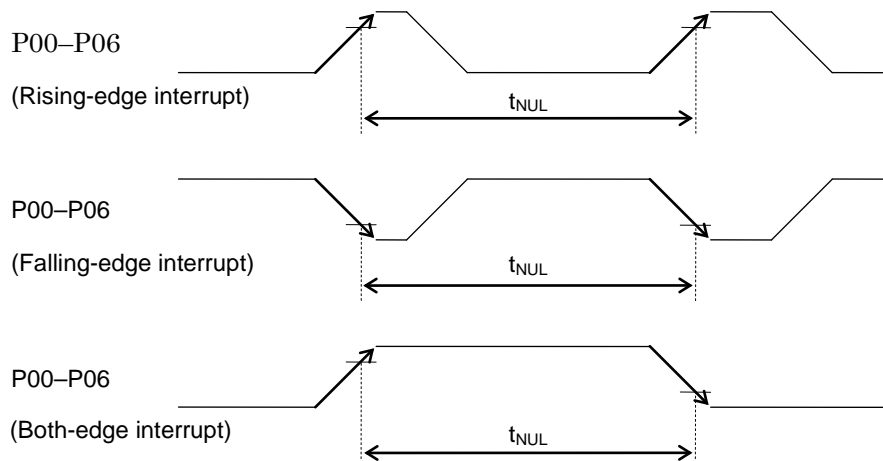 P00–P06
(Rising-edge interrupt)
tNUL
P00–P06
(Falling-edge interrupt)
tNUL
P00–P06
(Both-edge interrupt)
tNUL